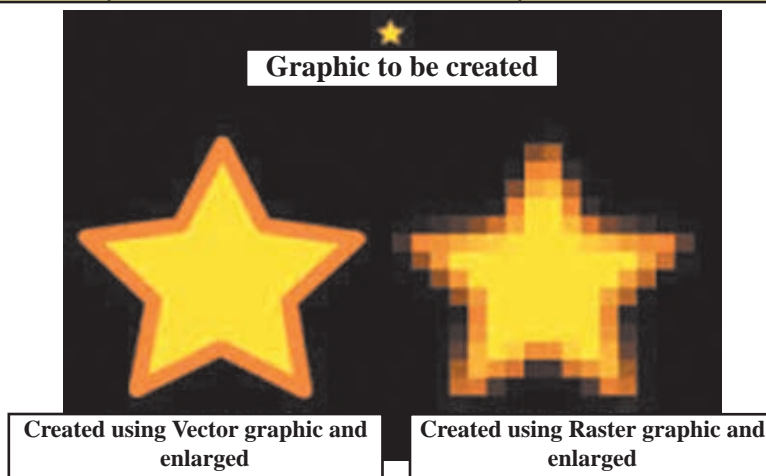 Graphic to be created
Created using Vector graphic and
enlarged
Created using Raster graphic and
enlarged